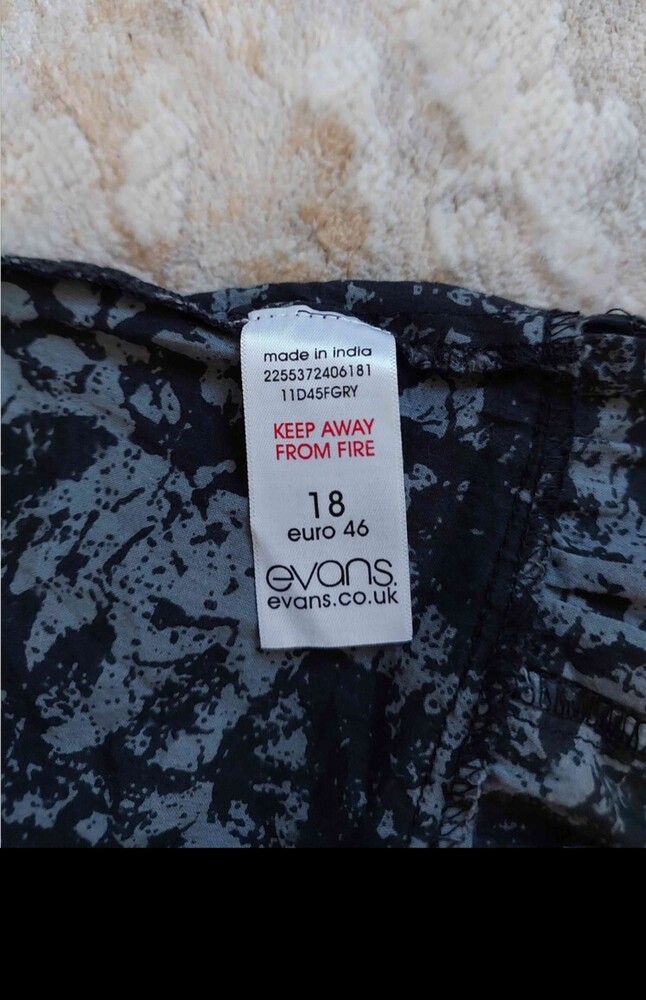 made in india
2255372406181
11D45FGRY
KEEP AWAY
FROM FIRE
18
euro 46
evans.
evans.co.uk